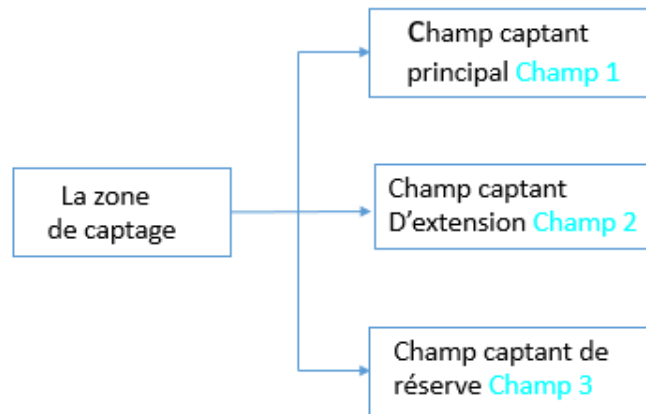 La zone
de captage
Champ captant
principal Champ 1
Champ captant
D'extension Champ 2
Champ captant de
réserve Champ 3